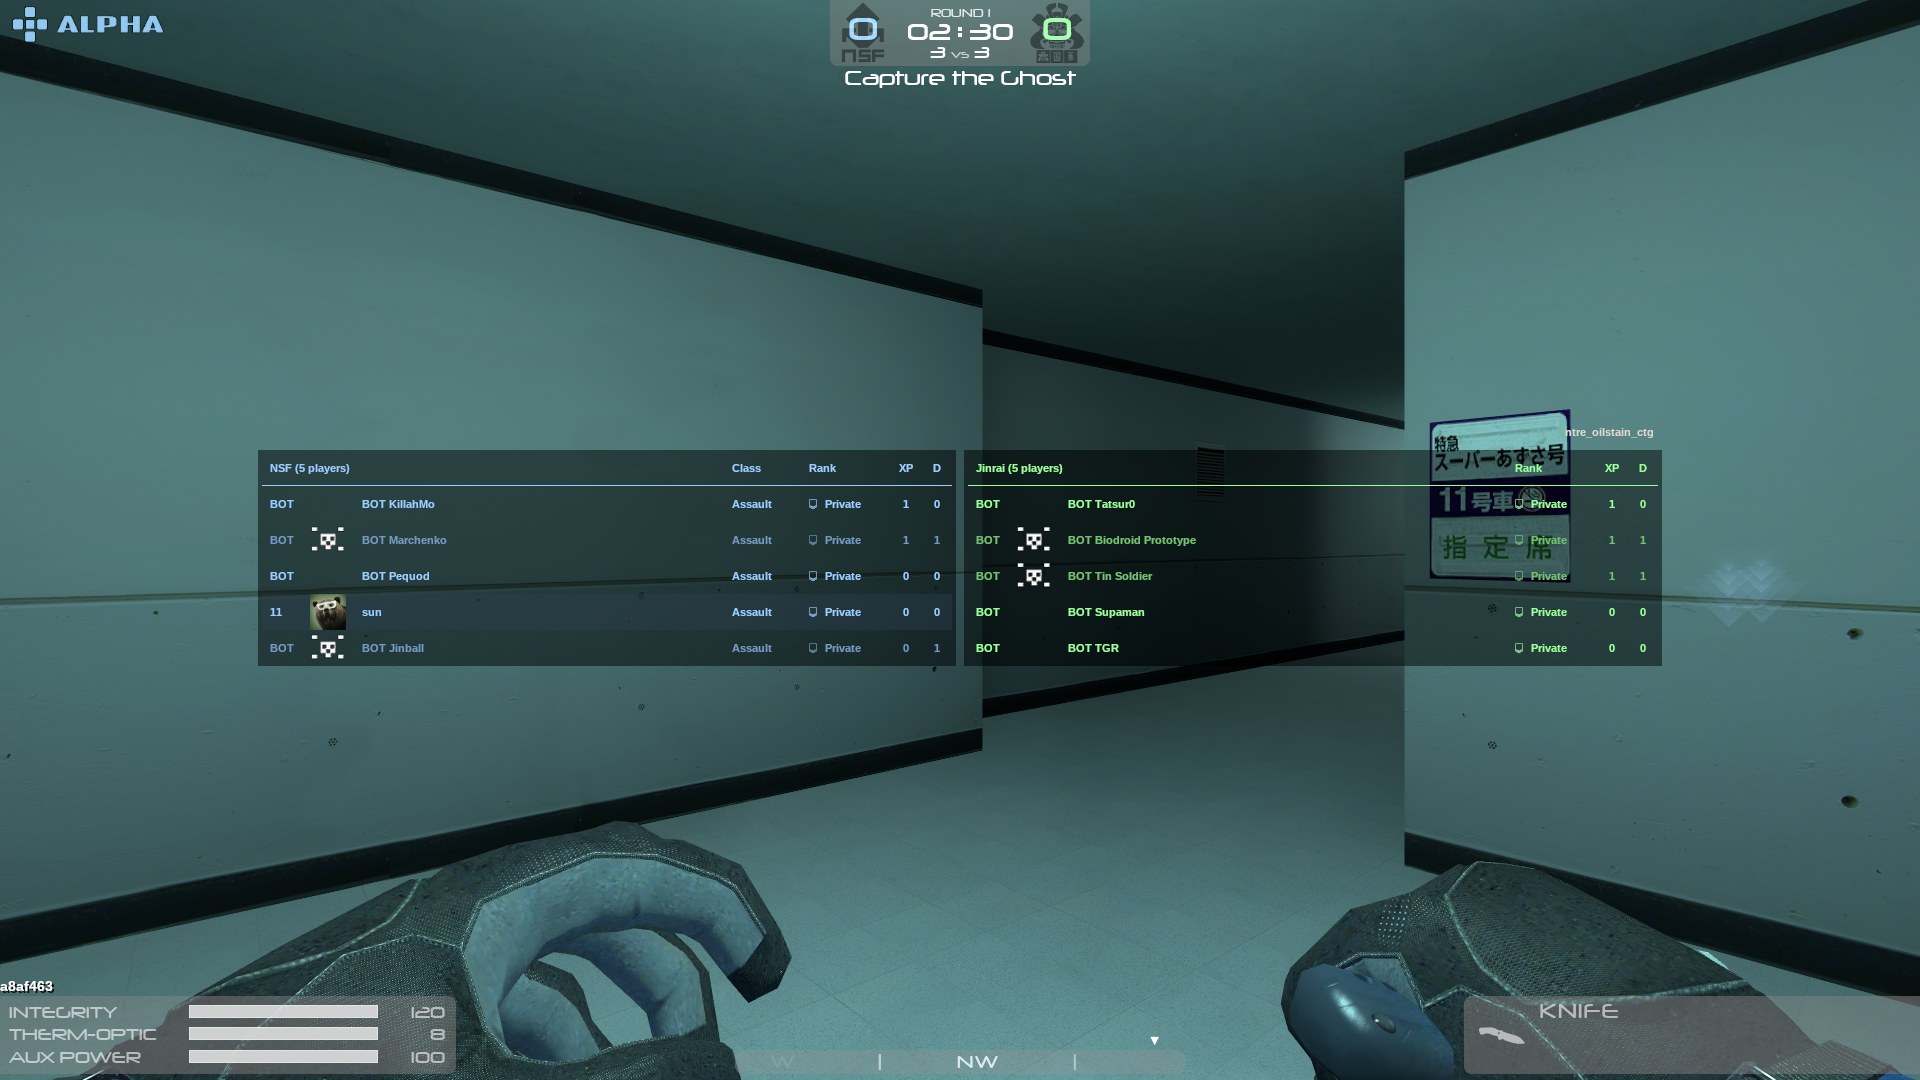 ALPHA
0
NSF
ROUND 1
02:30
3 vs 3
0
Capture the Ghost
ntre_oilstain_ctg
NSF (5 players) Class Rank XP D
BOT BOT KillahMo Assault Private 1 0
BOT BOT Marchenko Assault Private 1 1
BOT BOT Pequod Assault Private 0 0
11 sun Assault Private 0 0
BOT BOT Jinball Assault Private 0 1
Jinrai (5 players) Rank XP D
BOT BOT Tatsur0 Private 1 0
BOT BOT Biodroid Prototype Private 1 1
BOT BOT Tin Soldier Private 1 1
BOT BOT Supaman Private 0 0
BOT BOT TGR Private 0 0
特急
スーパーあずさ号
11号車
指定席
a8af463
INTEGRITY 120
THERM-OPTIC 8
AUX POWER 100
W | NW |
KNIFE